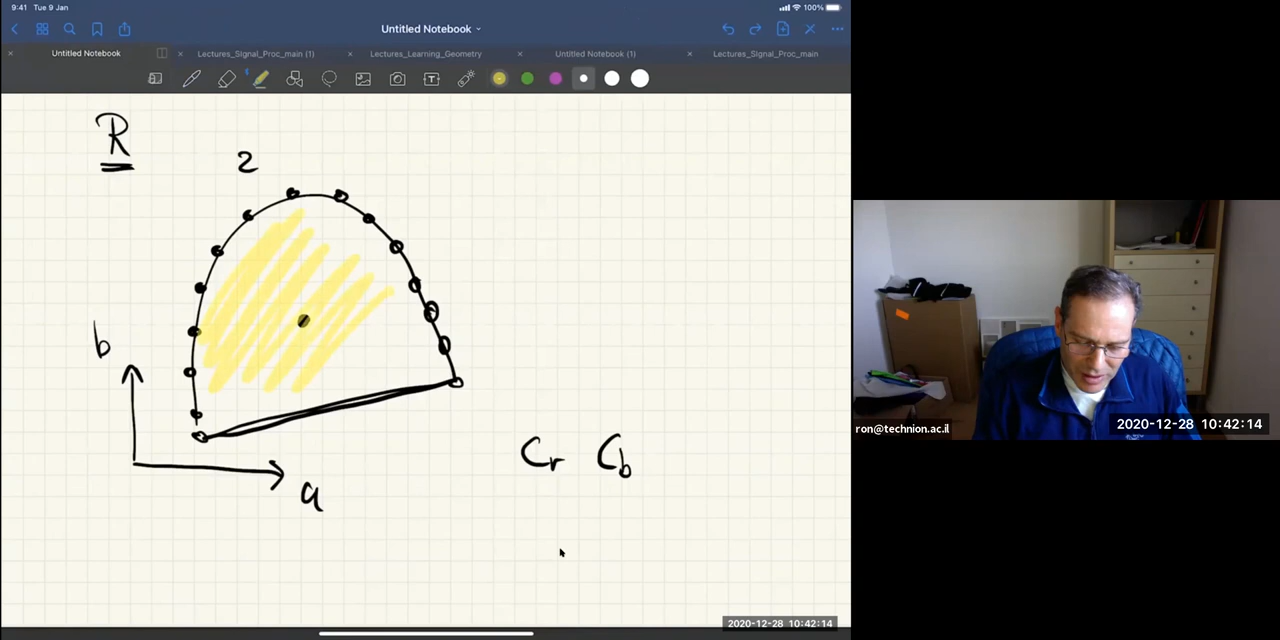 9:41 Tue 9 Jan
100%
Untitled Notebook
Untitled Notebook
Lectures_Signal_Proc_main (1)
Lectures_Learning_Geometry
Untitled Notebook (1)
Lectures_Signal_Proc_main
R
2
b
a
Cr Cb
2020-12-28 10:42:14
ron@technion.ac.il
2020-12-28 10:42:14